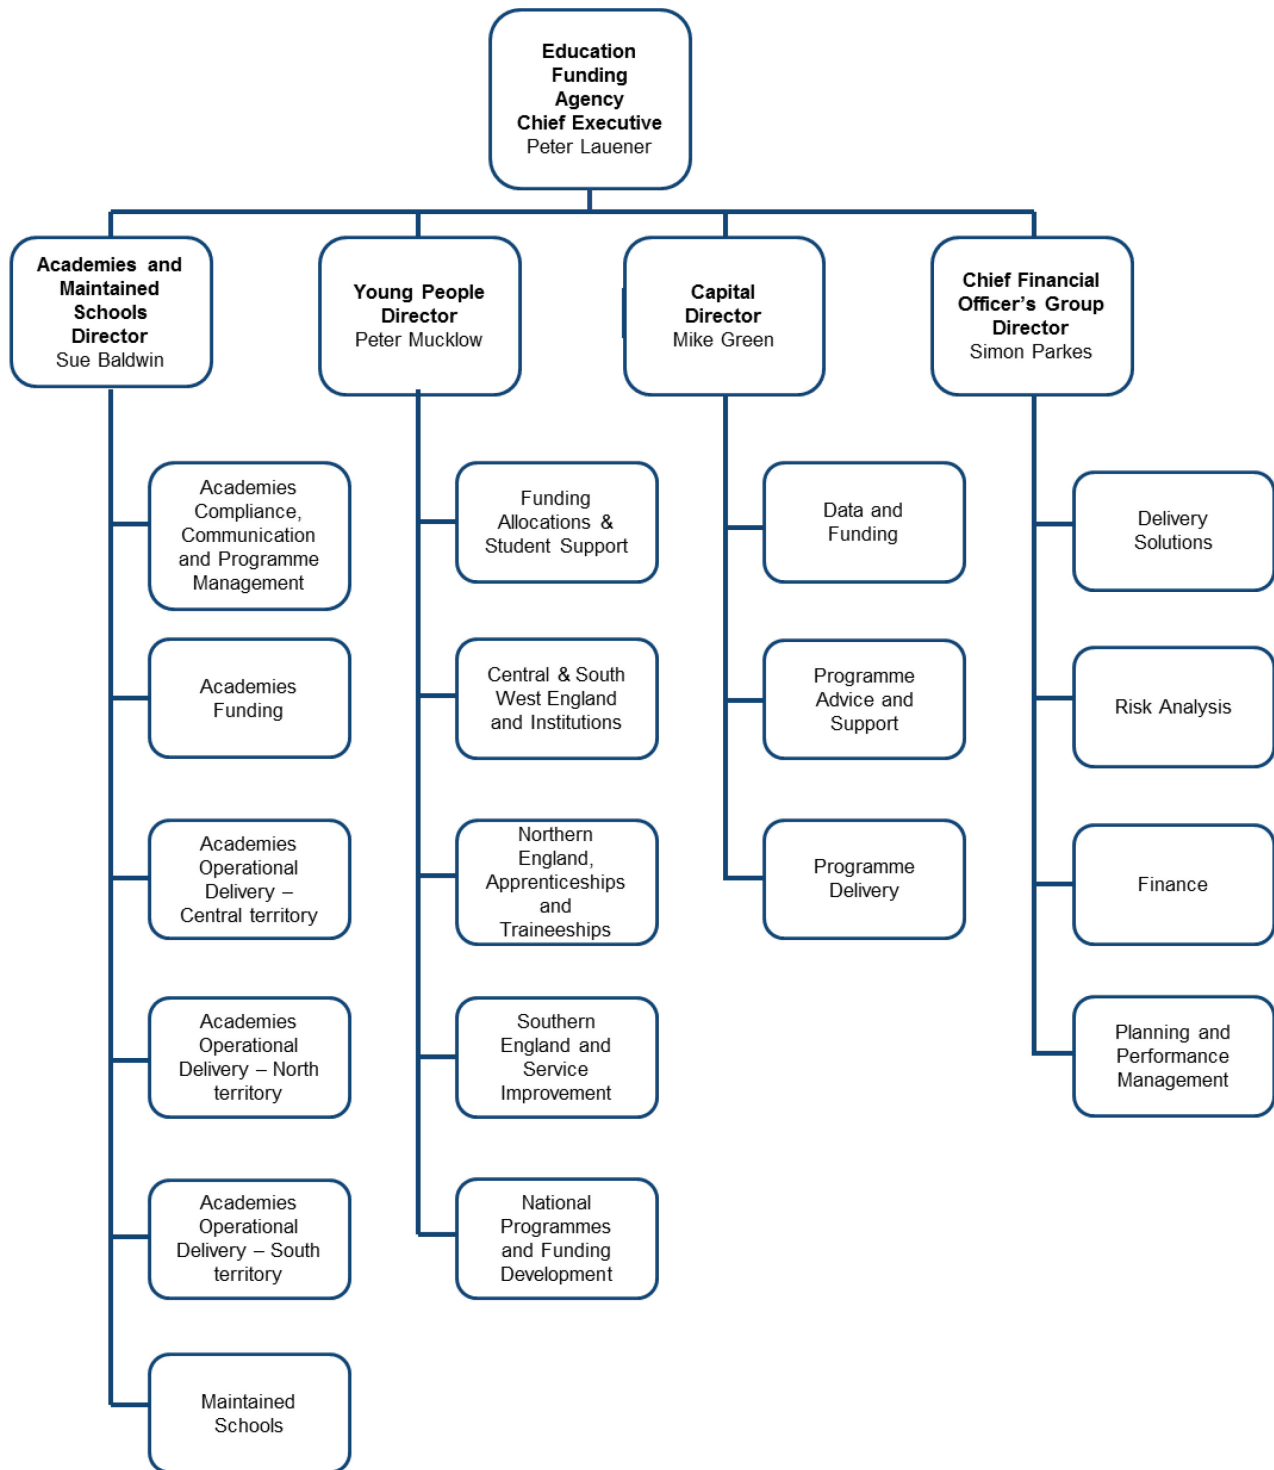 Education
Funding
Agency
Chief Executive
Peter Lauener
Academies and
Maintained
Schools
Director
Sue Baldwin
Young People
Director
Peter Mucklow
Capital
Director
Mike Green
Chief Financial
Officer's Group
Director
Simon Parkes
Academies
Compliance,
Communication
and Programme
Management
Academies
Funding
Academies
Operational
Delivery –
Central territory
Academies
Operational
Delivery – North
territory
Academies
Operational
Delivery – South
territory
Maintained
Schools
Funding
Allocations &
Student Support
Central & South
West England
and Institutions
Northern
England,
Apprenticeships
and
Traineeships
Southern
England and
Service
Improvement
National
Programmes
and Funding
Development
Data and
Funding
Programme
Advice and
Support
Programme
Delivery
Delivery
Solutions
Risk Analysis
Finance
Planning and
Performance
Management